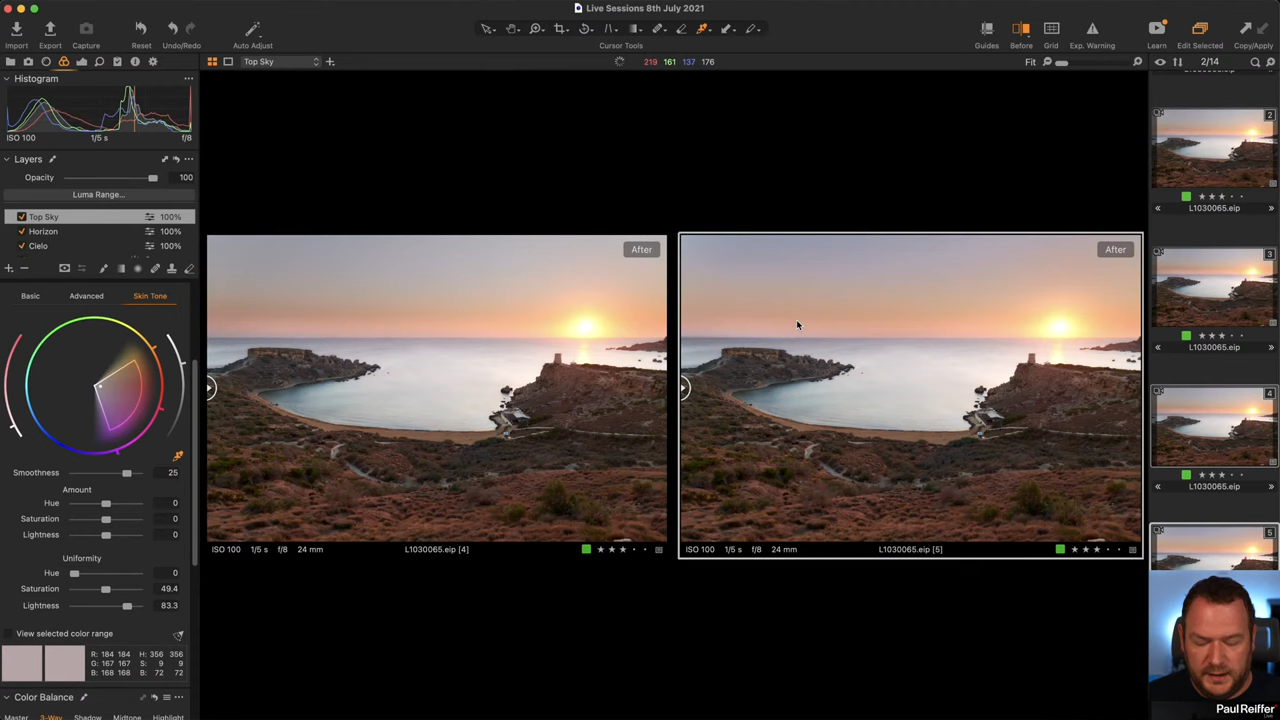 Live Sessions 8th July 2021
Import Export Capture Reset Undo/Redo Auto Adjust Cursor Tools Guides Before Grid Exp. Warning Learn Edit Selected Copy/Apply
Top Sky 219 161 137 176 Fit 2/14
Histogram
ISO 100 1/5 s f/8
Layers
Opacity 100
Luma Range...
Top Sky 100%
Horizon 100%
Cielo 100%
Basic Advanced Skin Tone
Smoothness 25
Amount
Hue 0
Saturation 0
Lightness 0
Uniformity
Hue 0
Saturation 49.4
Lightness 83.3
View selected color range
R: 184 184 H: 356 356
G: 167 167 S: 9 9
B: 168 168 B: 72 72
Color Balance
Master 3-Way Shadow Midtone Highlight
After
ISO 100 1/5 s f/8 24 mm L1030065.eip [4]
After
ISO 100 1/5 s f/8 24 mm L1030065.eip [5]
2
L1030065.eip
3
L1030065.eip
4
L1030065.eip
5
PaulReiffer
Live